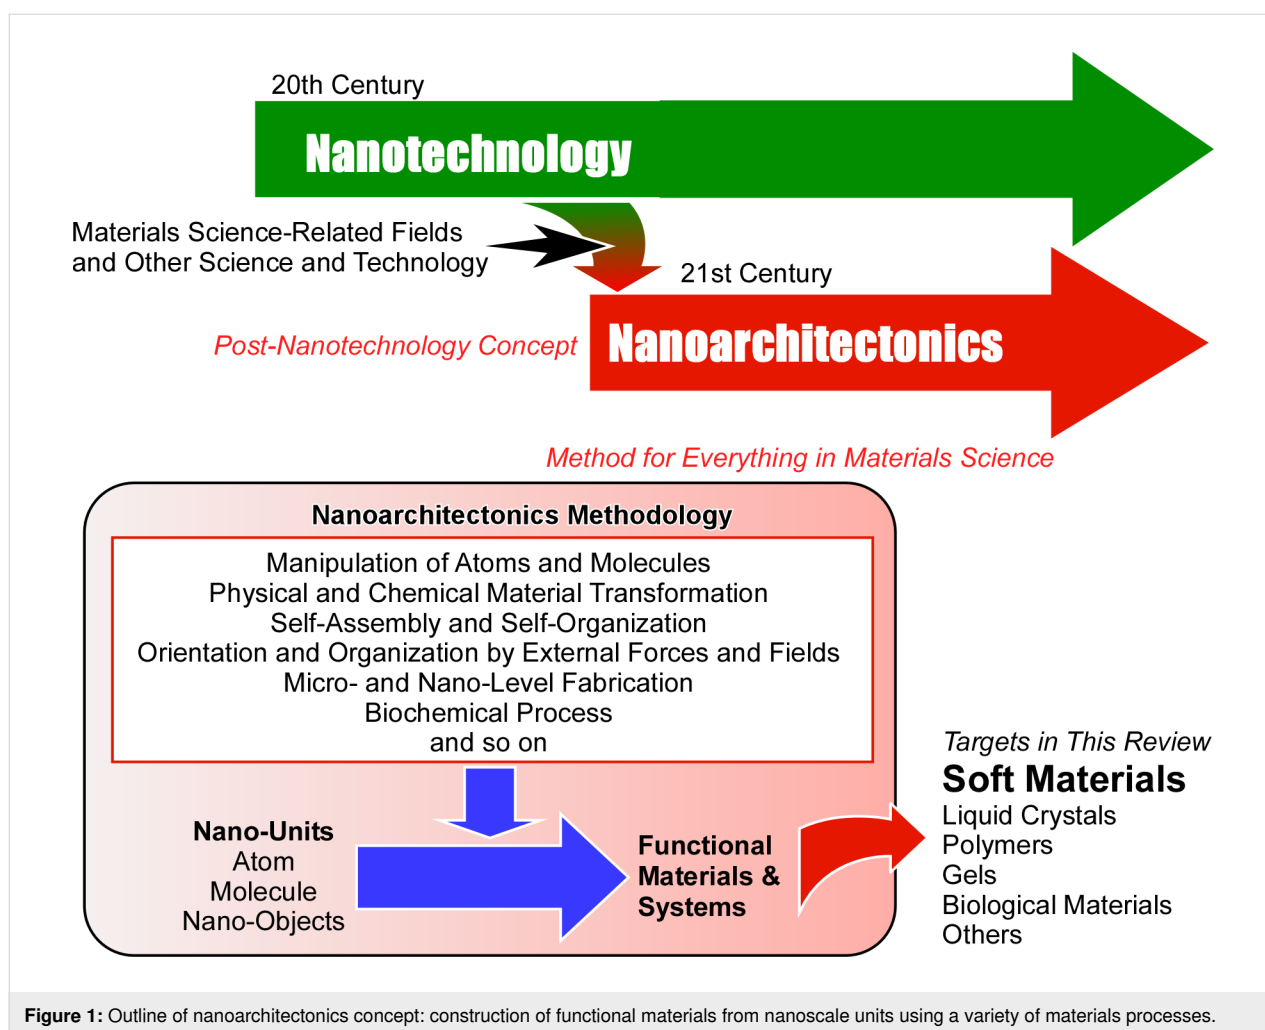 20th Century
Nanotechnology
Materials Science-Related Fields
and Other Science and Technology
21st Century
Post-Nanotechnology Concept
Nanoarchitectonics
Method for Everything in Materials Science
Nanoarchitectonics Methodology
Manipulation of Atoms and Molecules
Physical and Chemical Material Transformation
Self-Assembly and Self-Organization
Orientation and Organization by External Forces and Fields
Micro- and Nano-Level Fabrication
Biochemical Process
and so on
Nano-Units
Atom
Molecule
Nano-Objects
Functional
Materials &
Systems
Targets in This Review
Soft Materials
Liquid Crystals
Polymers
Gels
Biological Materials
Others
Figure 1: Outline of nanoarchitectonics concept: construction of functional materials from nanoscale units using a variety of materials processes.